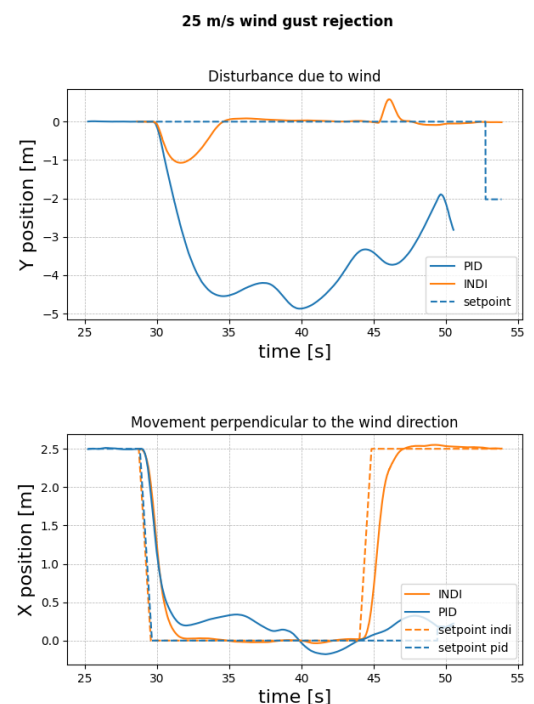 25 m/s wind gust rejection
Disturbance due to wind
Y position [m]
0
−1
−2
−3
−4
−5
PID
INDI
setpoint
25 30 35 40 45 50 55
time [s]
Movement perpendicular to the wind direction
X position [m]
2.5
2.0
1.5
1.0
0.5
0.0
INDI
PID
setpoint indi
setpoint pid
25 30 35 40 45 50 55
time [s]